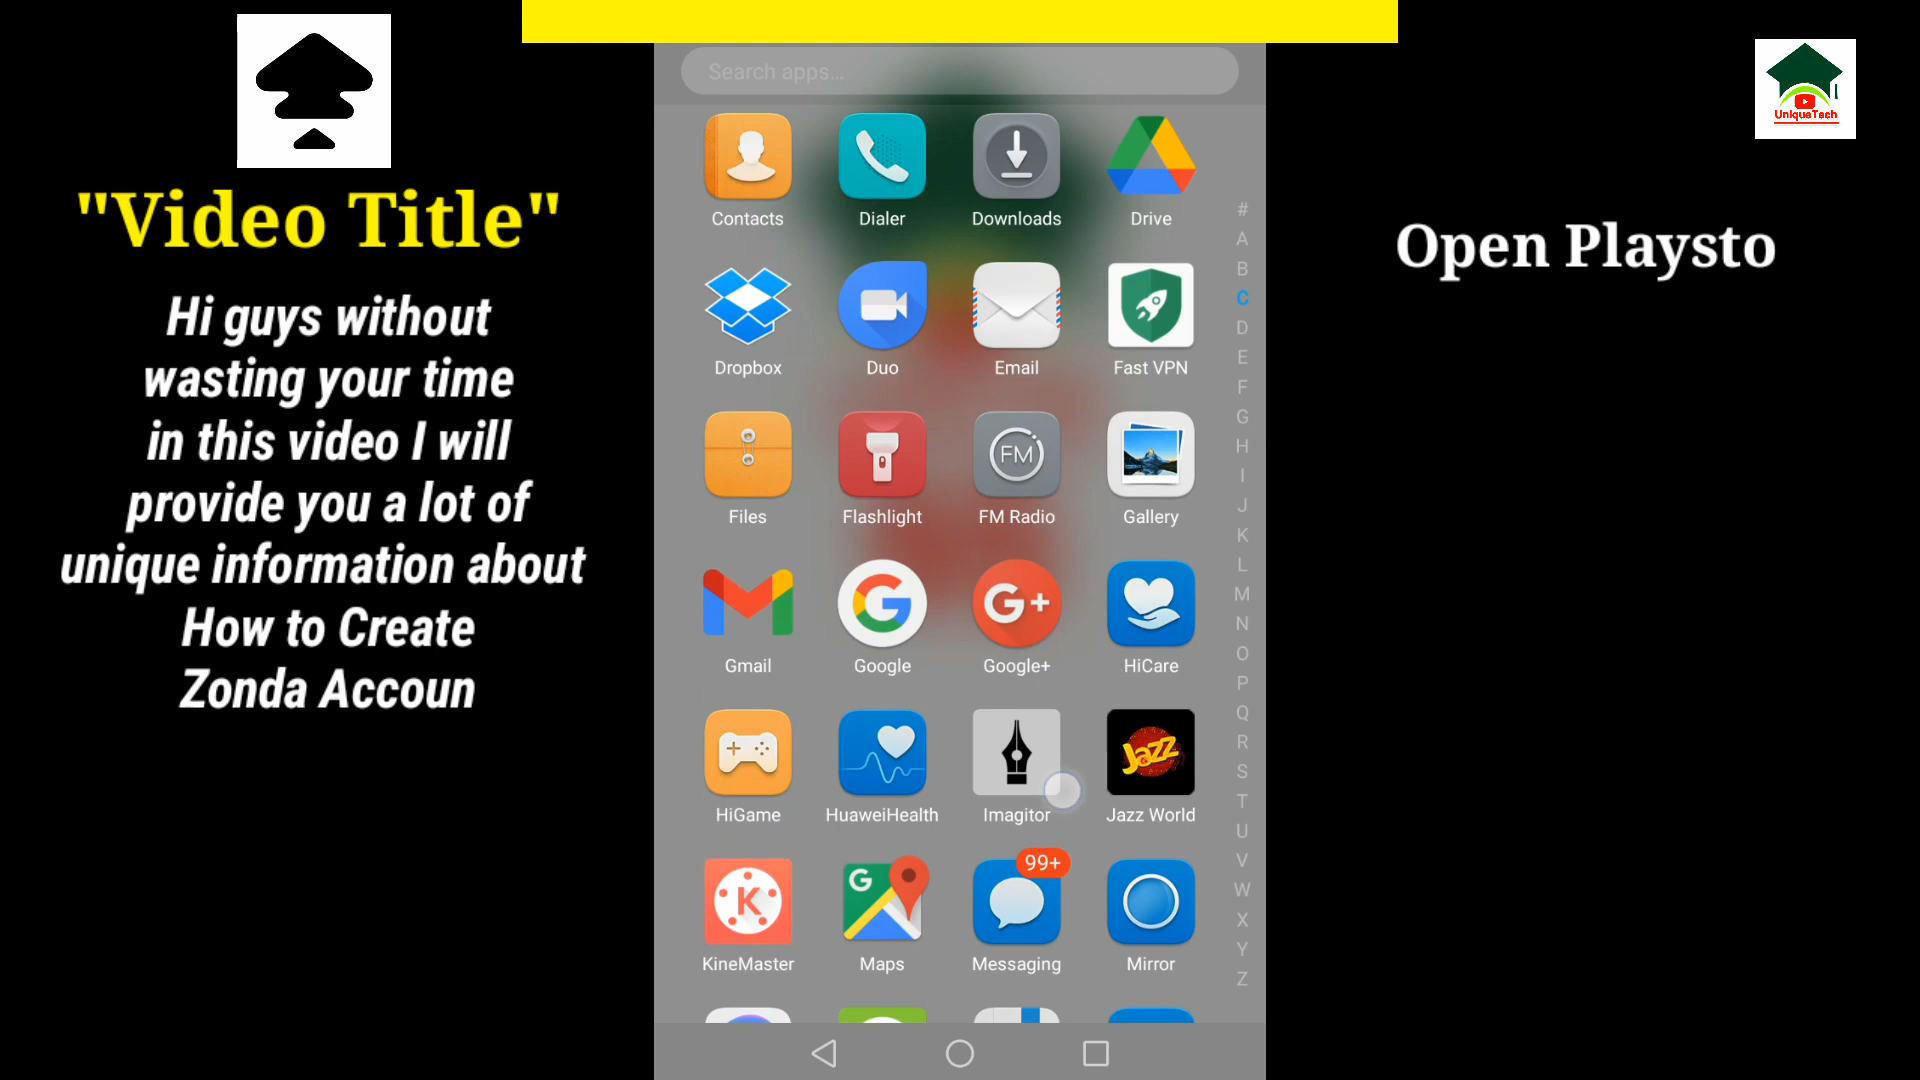 "Video Title"
Hi guys without
wasting your time
in this video I will
provide you a lot of
unique information about
How to Create
Zonda Accoun
Search apps...
Contacts
Dialer
Downloads
Drive
Dropbox
Duo
Email
Fast VPN
Files
Flashlight
FM
FM Radio
Gallery
Gmail
G
Google
G+
Google+
HiCare
HiGame
HuaweiHealth
Imagitor
Jazz
Jazz World
K
KineMaster
G
Maps
99+
Messaging
Mirror
#
A
B
C
D
E
F
G
H
I
J
K
L
M
N
O
P
Q
R
S
T
U
V
W
X
Y
Z
UniqueTech
Open Playsto